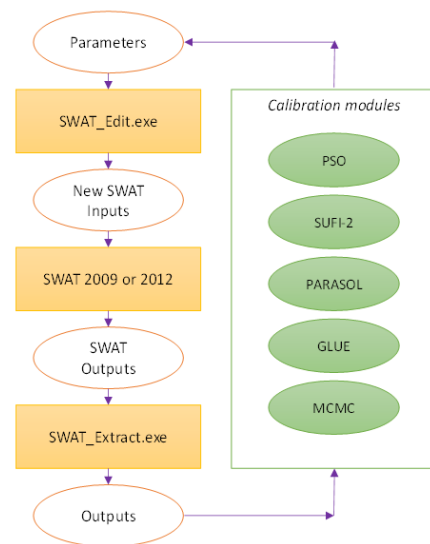 Parameters
SWAT_Edit.exe
New SWAT
Inputs
SWAT 2009 or 2012
SWAT
Outputs
SWAT_Extract.exe
Outputs
Calibration modules
PSO
SUFI-2
PARASOL
GLUE
MCMC